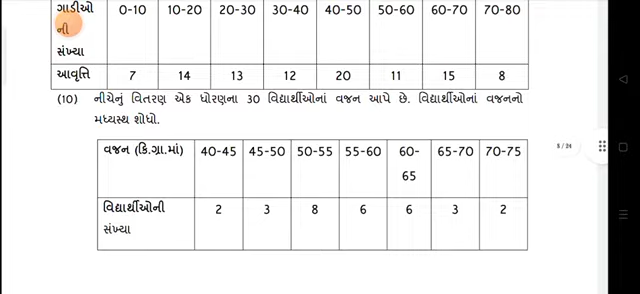 ગાડીઓની સંખ્યા 0-10 10-20 20-30 30-40 40-50 50-60 60-70 70-80
આવૃત્તિ 7 14 13 12 20 11 15 8
(10) નીચેનું વિતરણ એક ધોરણના 30 વિદ્યાર્થીઓનાં વજન આપે છે. વિદ્યાર્થીઓનાં વજનનો
મધ્યસ્થ શોધો.
વજન (કિ.ગ્રા.માં) 40-45 45-50 50-55 55-60 60-65 65-70 70-75
વિદ્યાર્થીઓની સંખ્યા 2 3 8 6 6 3 2
5 / 24